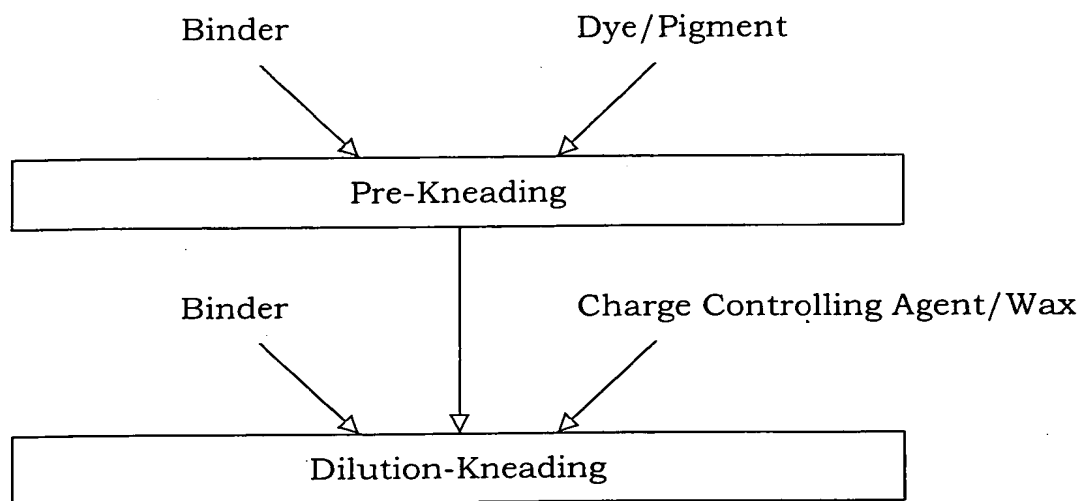 Binder
Dye/Pigment
Pre-Kneading
Binder
Charge Controlling Agent/Wax
Dilution-Kneading